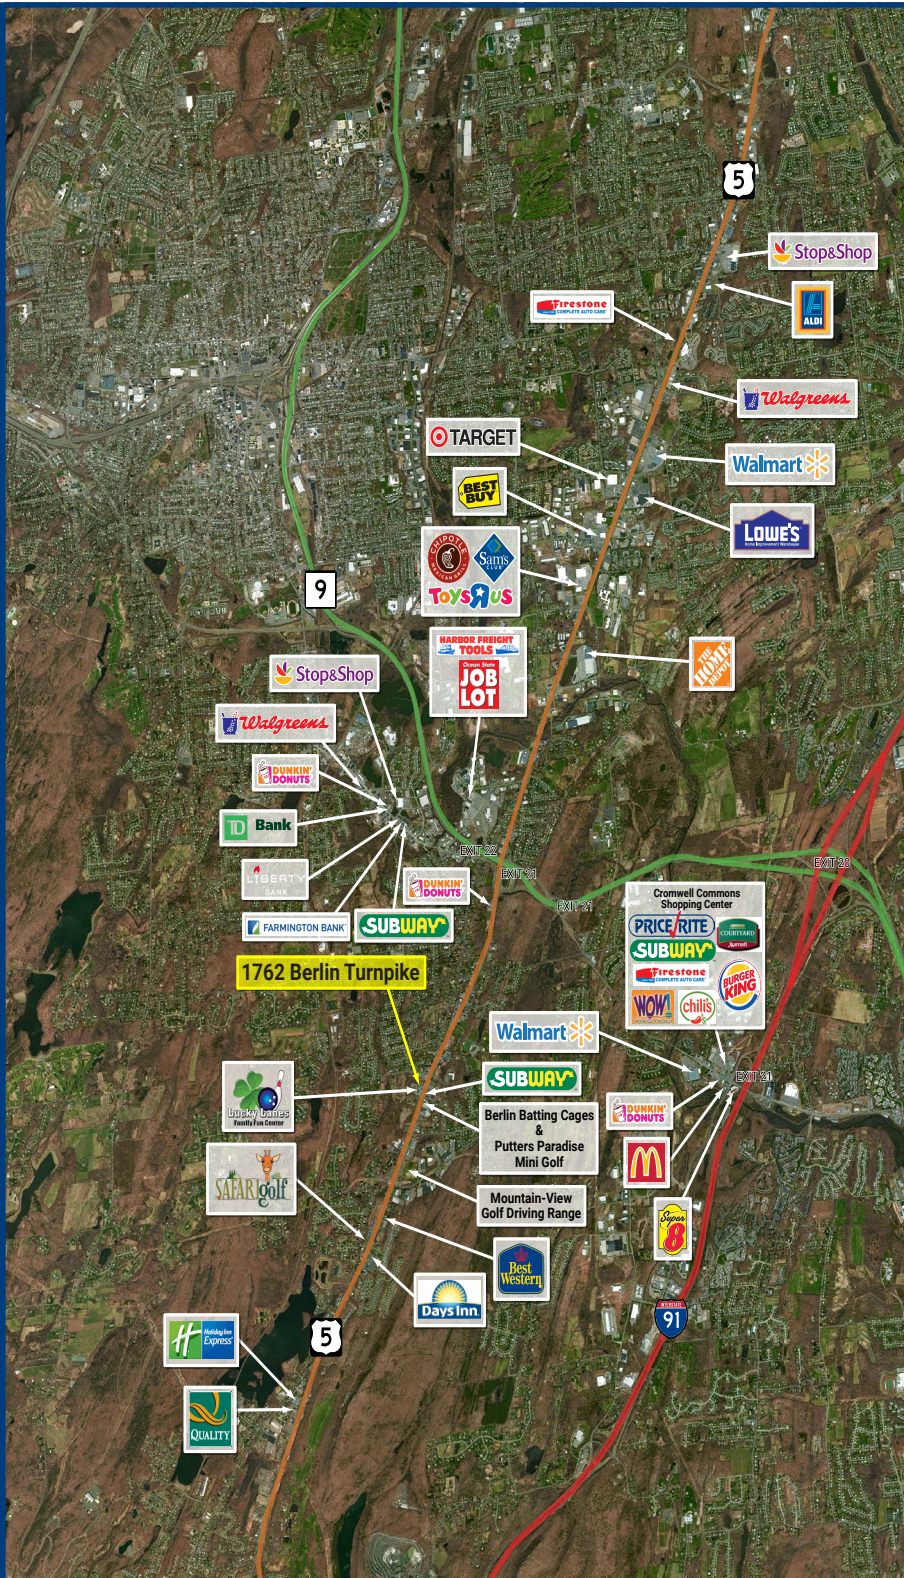 5
Stop&Shop
ALDI
Firestone
COMPLETE AUTO CARE
Walgreens
TARGET
Walmart
BEST
BUY
LOWE'S
Home Improvement Warehouse
CHIPOTLE
MEXICAN GRILL
Sam's
CLUB
TOYS R US
9
HARBOR FREIGHT
TOOLS
Ocean State
JOB
LOT
THE
HOME
DEPOT
Stop&Shop
Walgreens
DUNKIN'
DONUTS
TD Bank
LIBERTY
BANK
FARMINGTON BANK
SUBWAY
DUNKIN'
DONUTS
EXIT 22
EXIT 21
EXIT 21
EXIT 20
1762 Berlin Turnpike
Cromwell Commons
Shopping Center
PRICE RITE
COURTYARD
Marriott
SUBWAY
Firestone
COMPLETE AUTO CARE
BURGER
KING
WOW!
chili's
Walmart
EXIT 21
SUBWAY
Lucky Lanes
Family Fun Center
Berlin Batting Cages
&
Putters Paradise
Mini Golf
DUNKIN'
DONUTS
SAFARI golf
Mountain-View
Golf Driving Range
Super
8
Best
Western
Days Inn
INTERSTATE
91
5
Holiday Inn
Express
QUALITY